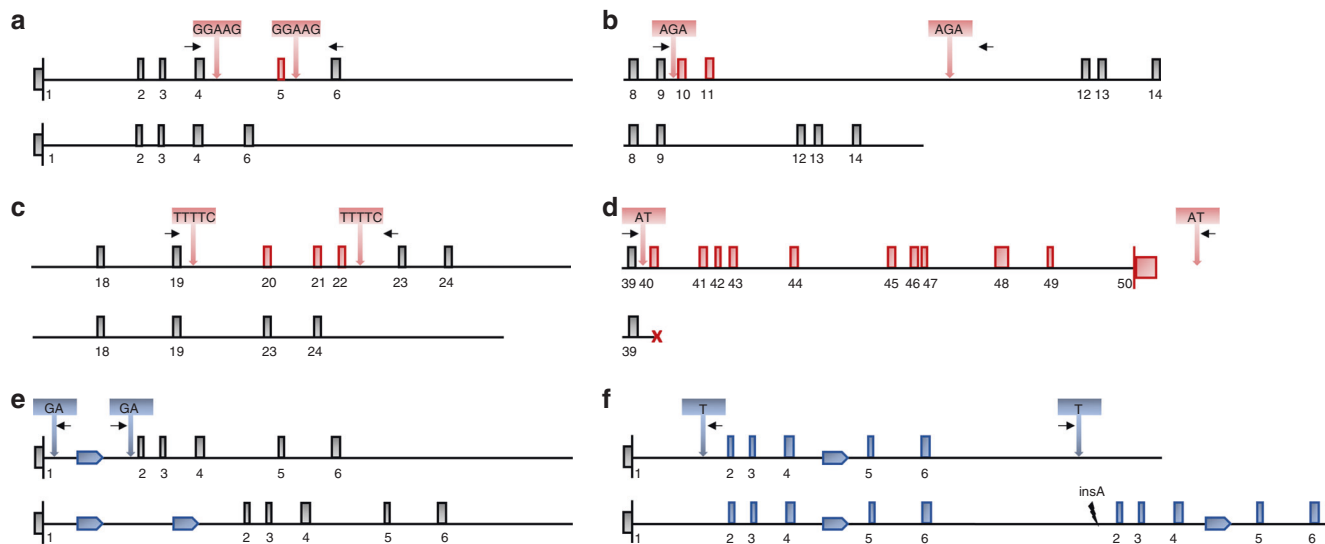 a
GGAAG GGAAG
1 2 3 4 5 6
1 2 3 4 6
b
AGA AGA
8 9 10 11 12 13 14
8 9 12 13 14
c
TTTTC TTTTC
18 19 20 21 22 23 24
18 19 23 24
d
AT AT
39 40 41 42 43 44 45 46 47 48 49 50
X
39
e
GA GA
1 2 3 4 5 6
1 2 3 4 5 6
f
T T
1 2 3 4 5 6
insA
1 2 3 4 5 6 2 3 4 5 6